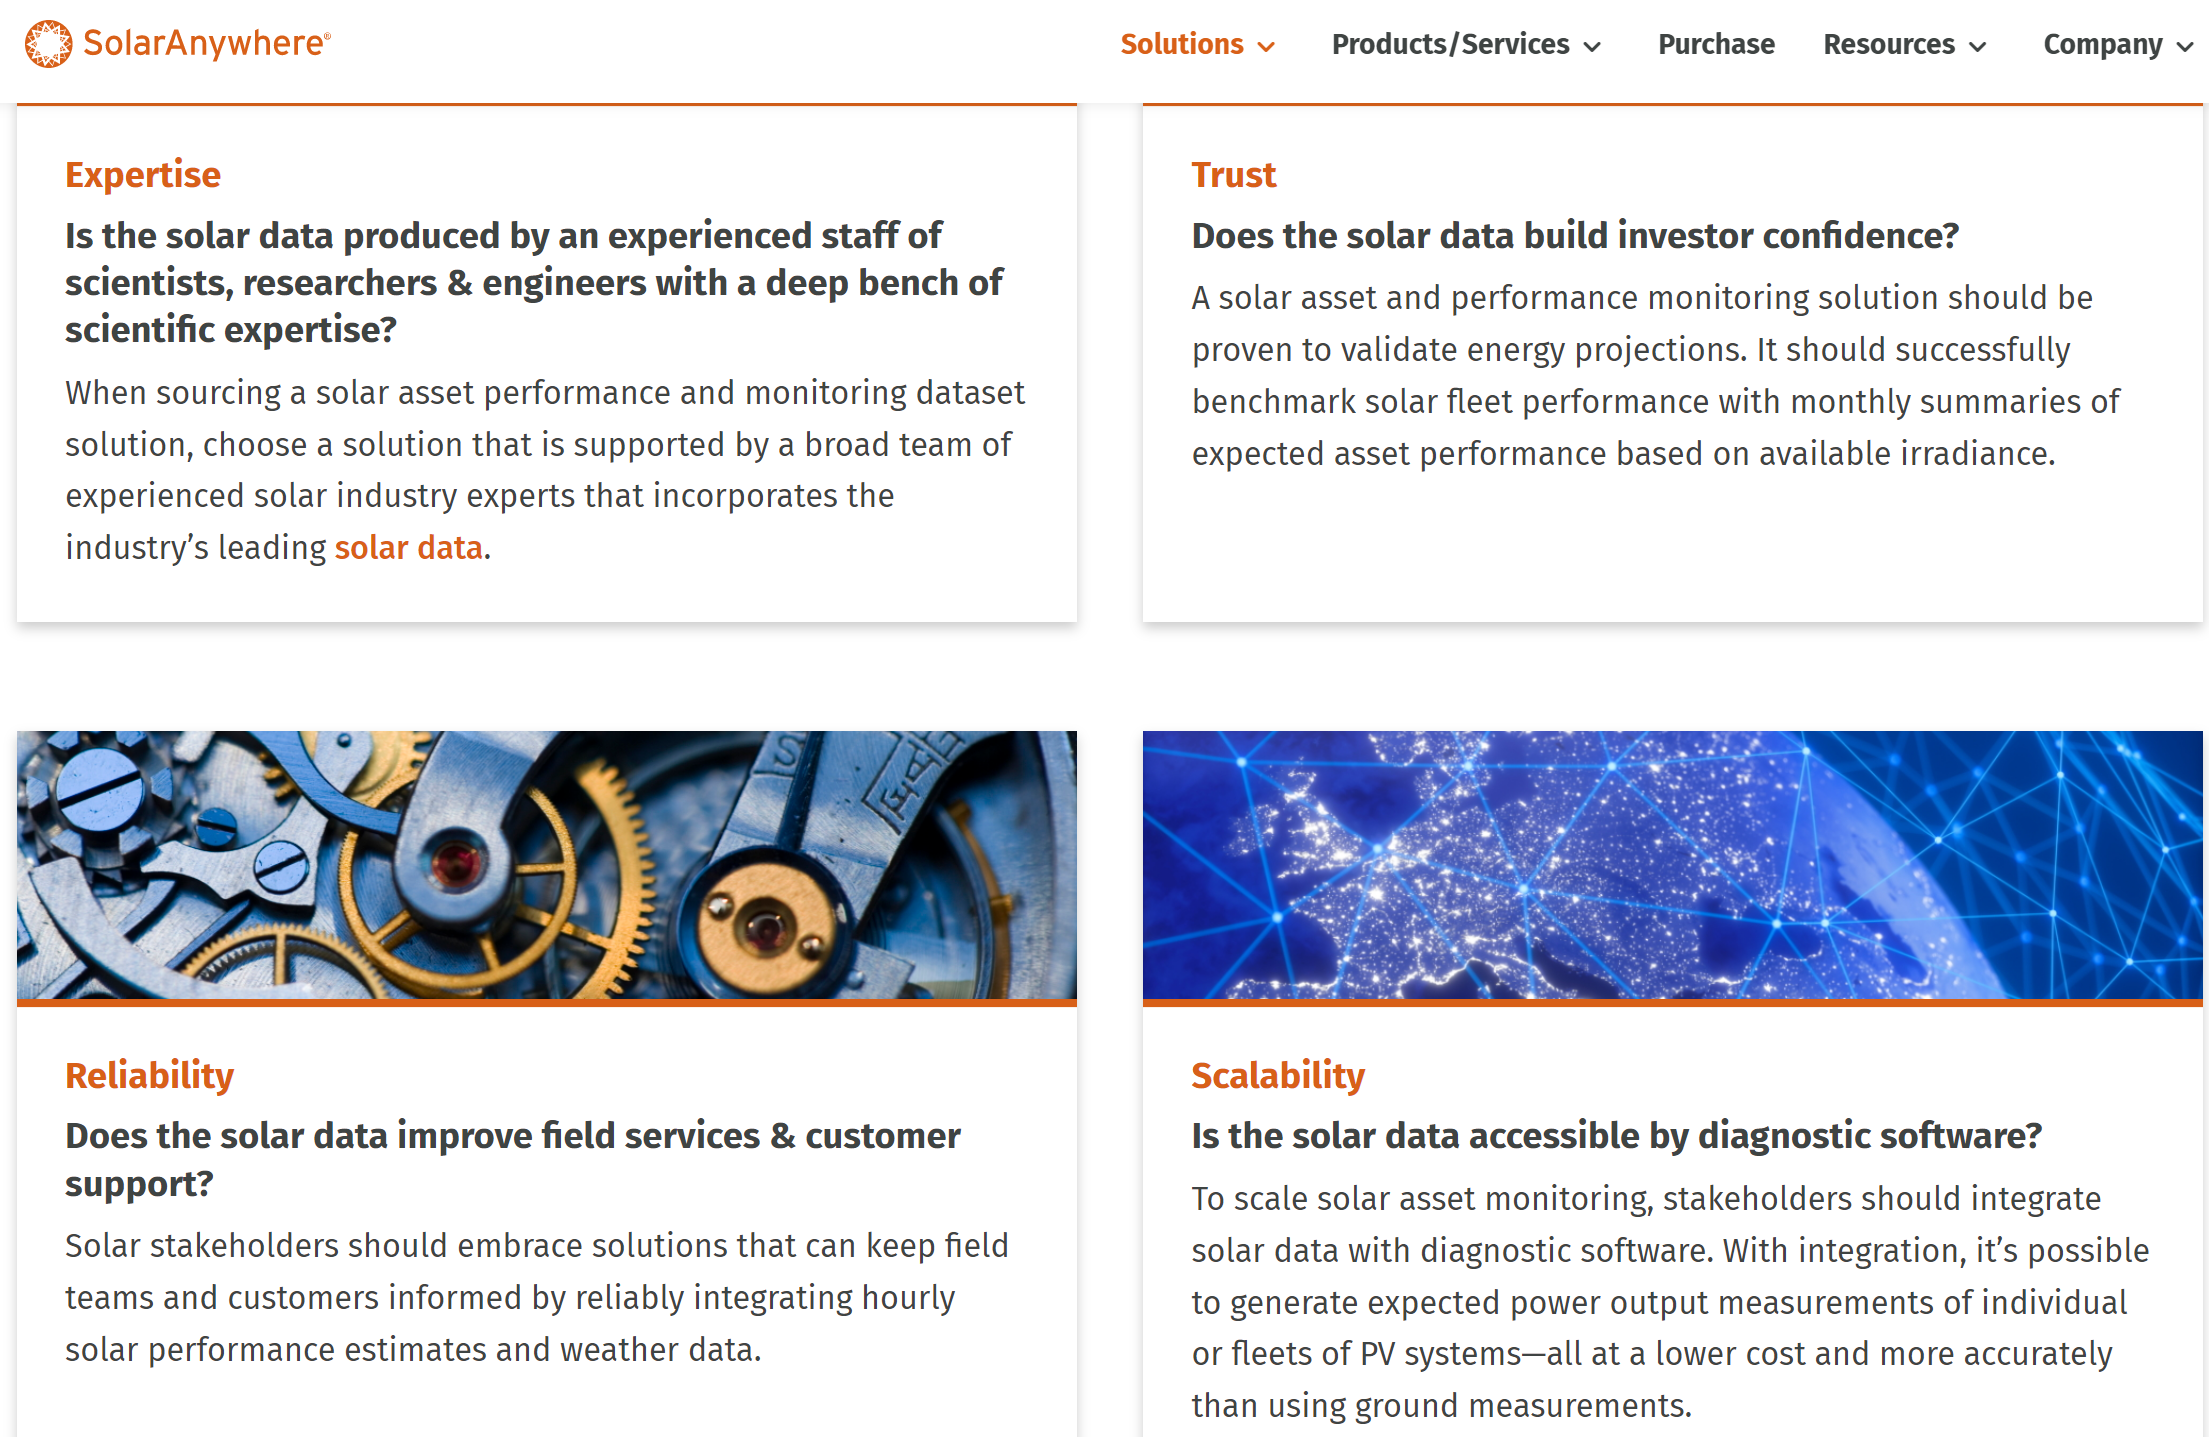 SolarAnywhere®
Solutions
Products/Services
Purchase
Resources
Company
Expertise
Is the solar data produced by an experienced staff of
scientists, researchers & engineers with a deep bench of
scientific expertise?
When sourcing a solar asset performance and monitoring dataset
solution, choose a solution that is supported by a broad team of
experienced solar industry experts that incorporates the
industry’s leading solar data.
Trust
Does the solar data build investor confidence?
A solar asset and performance monitoring solution should be
proven to validate energy projections. It should successfully
benchmark solar fleet performance with monthly summaries of
expected asset performance based on available irradiance.
Reliability
Does the solar data improve field services & customer
support?
Solar stakeholders should embrace solutions that can keep field
teams and customers informed by reliably integrating hourly
solar performance estimates and weather data.
Scalability
Is the solar data accessible by diagnostic software?
To scale solar asset monitoring, stakeholders should integrate
solar data with diagnostic software. With integration, it’s possible
to generate expected power output measurements of individual
or fleets of PV systems—all at a lower cost and more accurately
than using ground measurements.